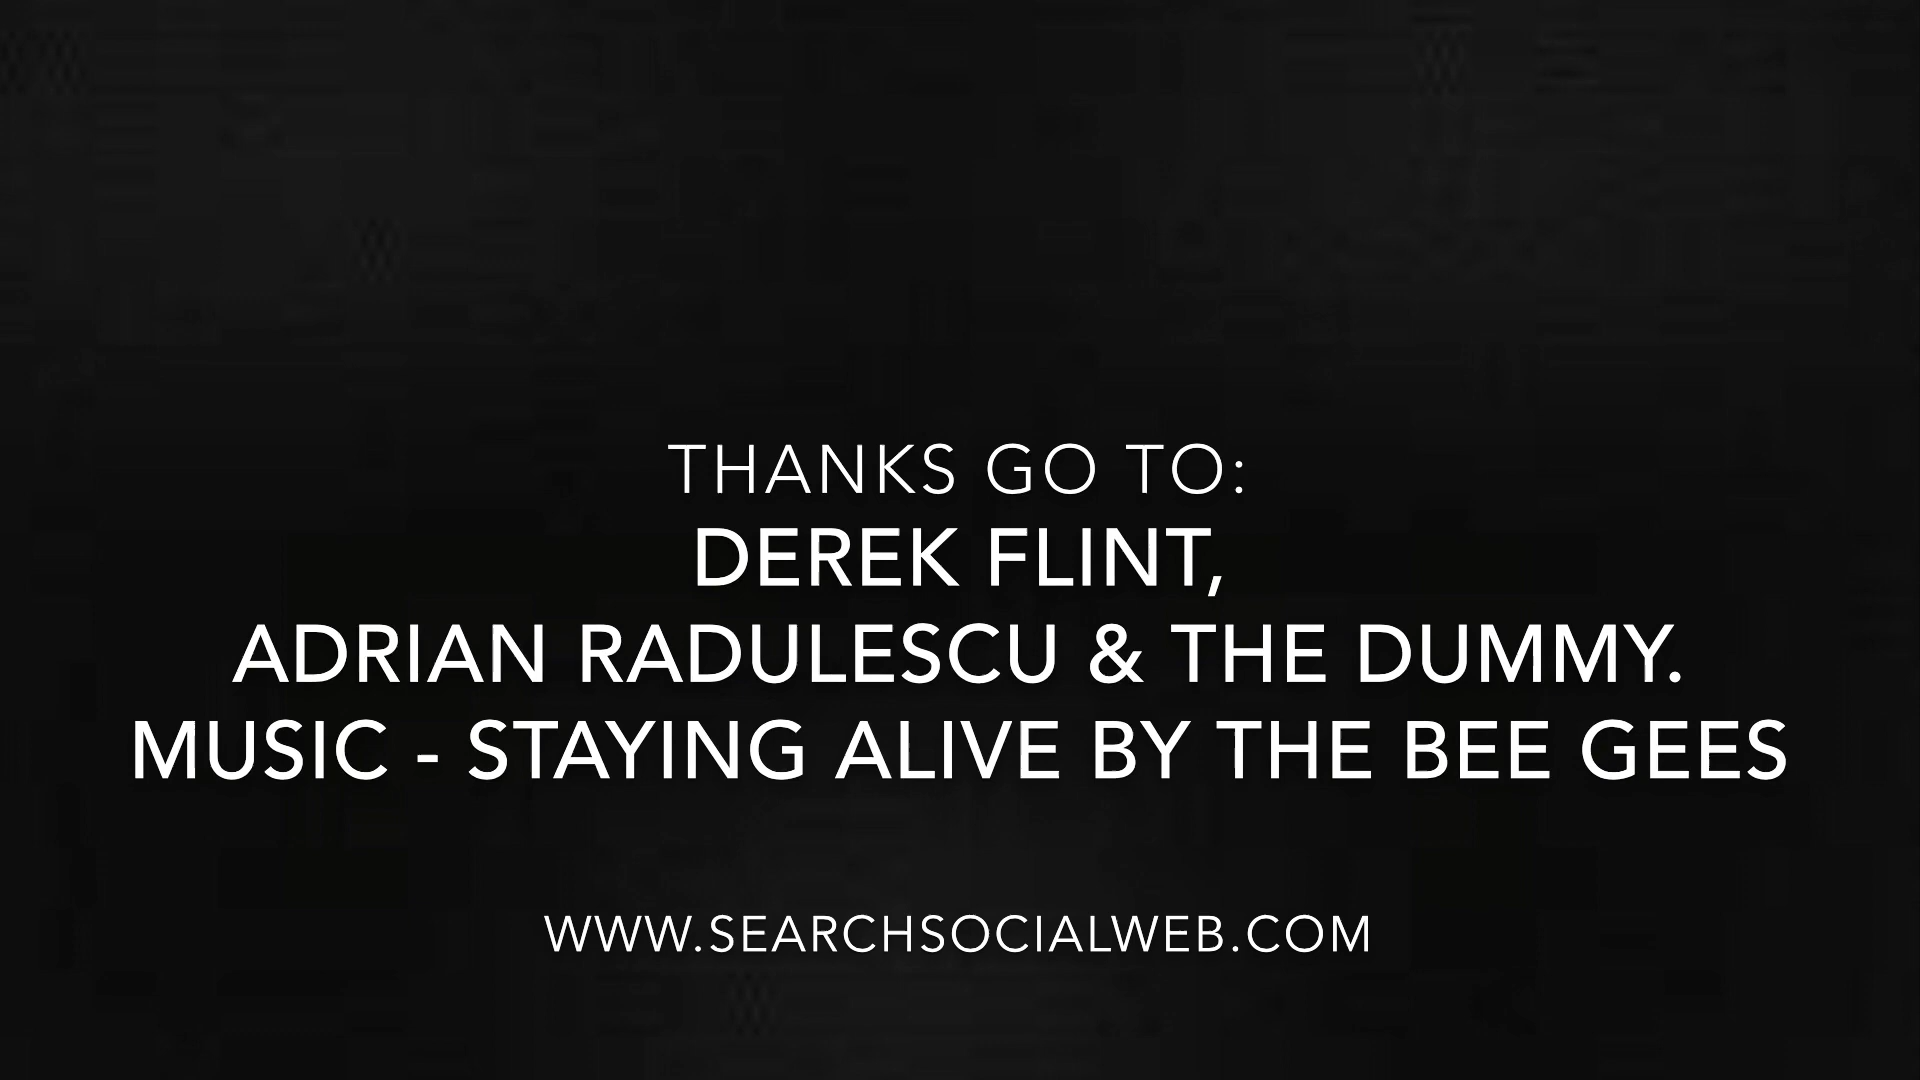 THANKS GO TO:
DEREK FLINT,
ADRIAN RADULESCU & THE DUMMY.
MUSIC - STAYING ALIVE BY THE BEE GEES
WWW.SEARCHSOCIALWEB.COM